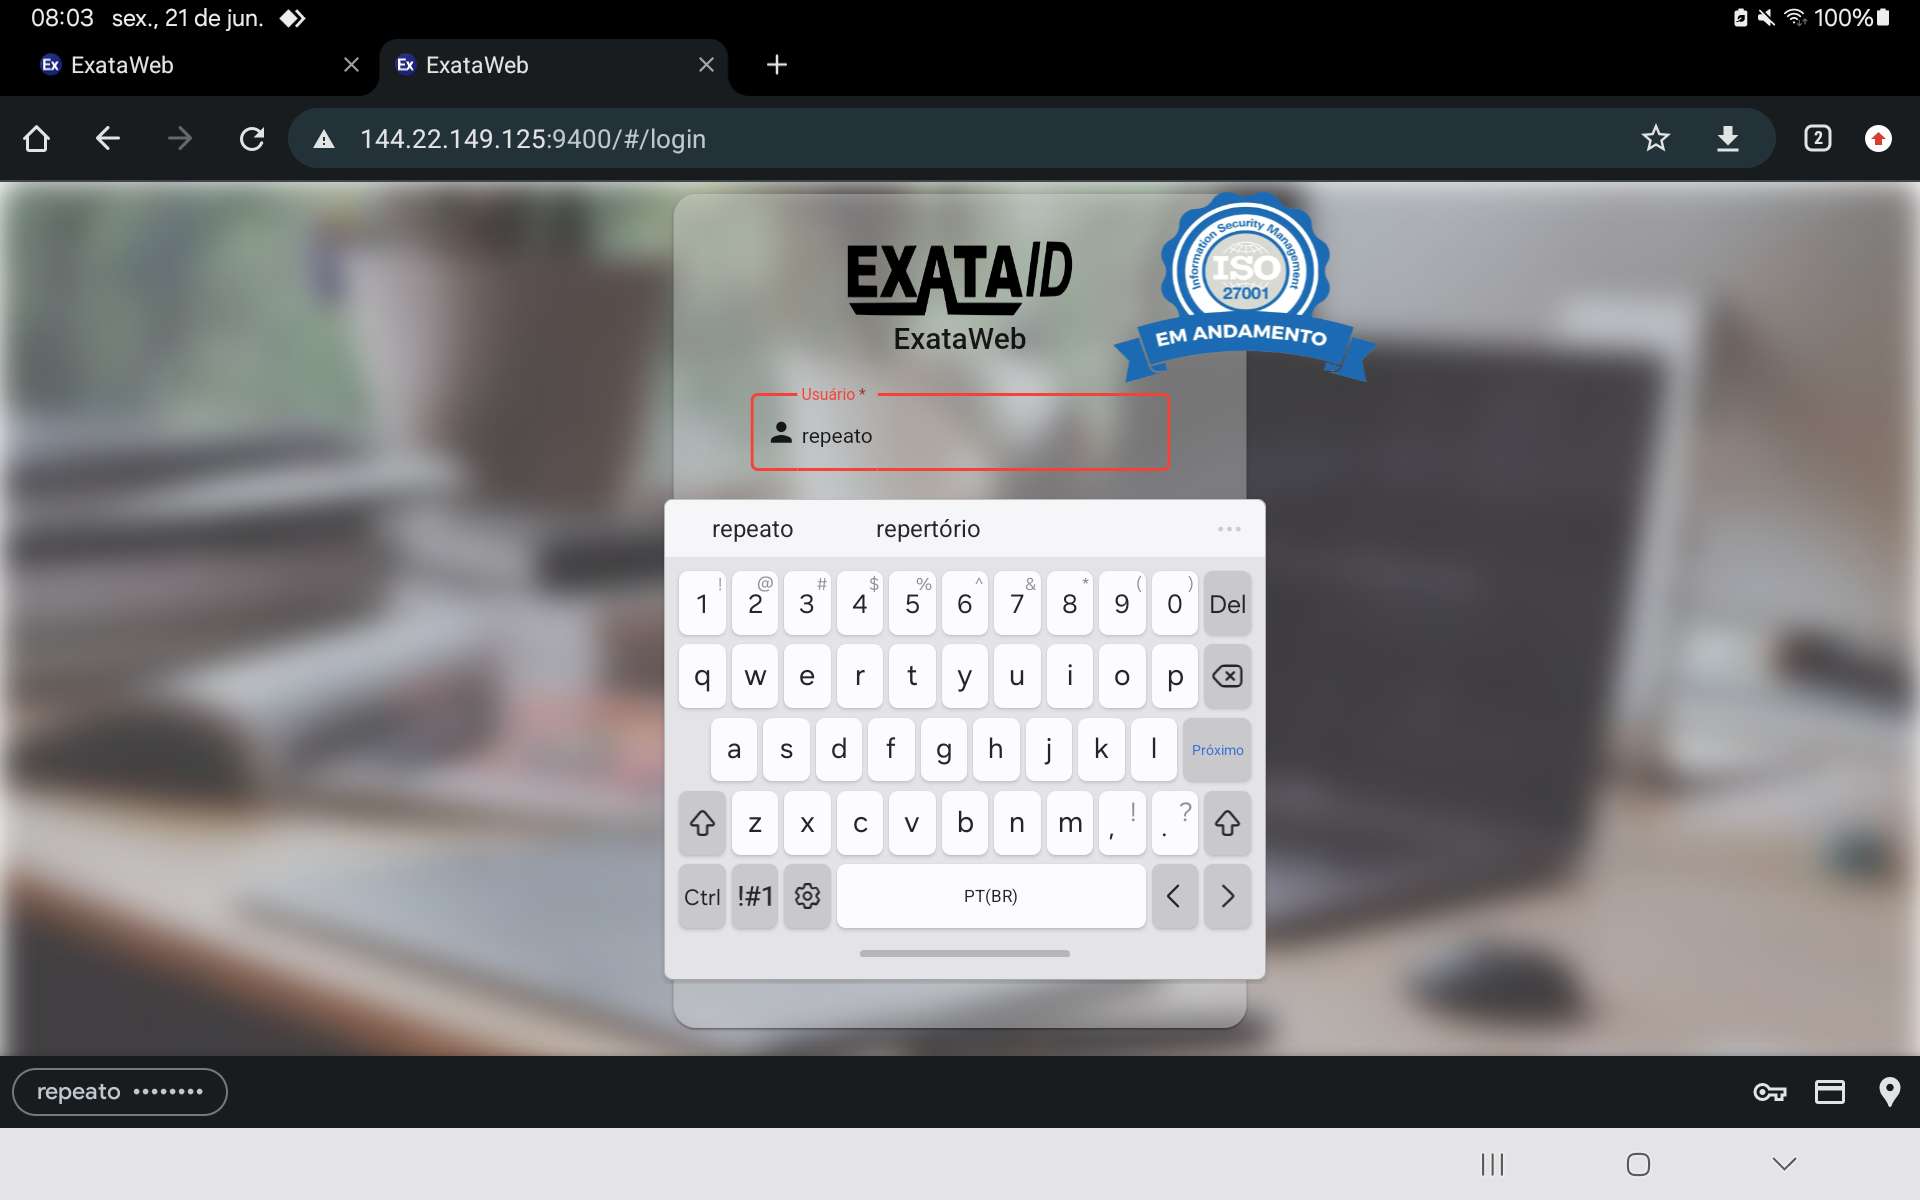 08:03 sex., 21 de jun. 100%
Ex ExataWeb
Ex ExataWeb
144.22.149.125:9400/#/login 2
EXATAID
ExataWeb
Information Security Management
ISO
27001
EM ANDAMENTO
Usuário *
repeato
repeato repertório ...
! @ # $ % ^ & * ( )
1 2 3 4 5 6 7 8 9 0 Del
q w e r t y u i o p
a s d f g h j k l Próximo
z x c v b n m , ! . ?
Ctrl !#1 PT(BR) < >
repeato ••••••••